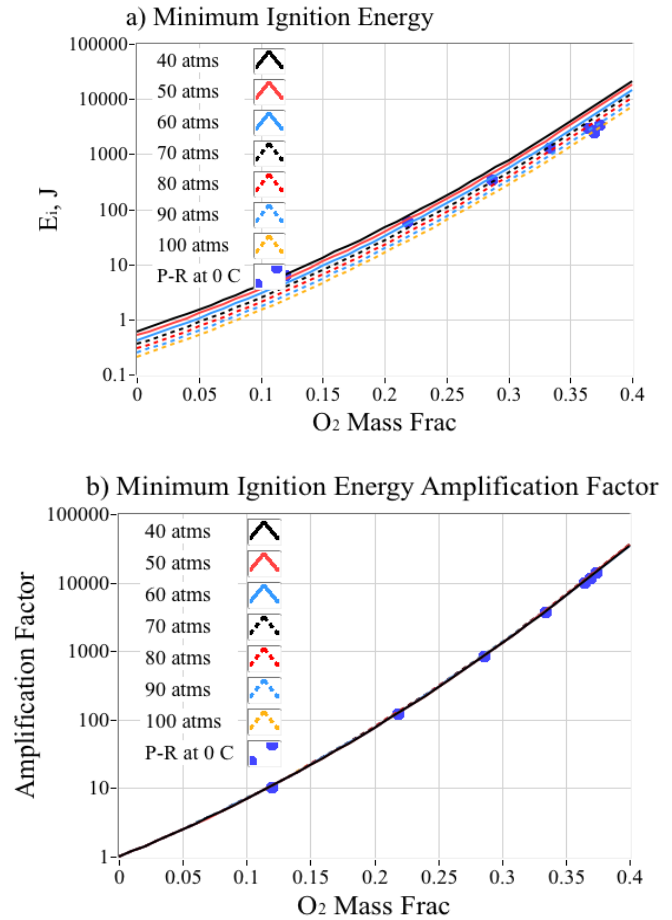 a) Minimum Ignition Energy
100000
10000
1000
100
10
1
0.1
Ei, J
40 atms
50 atms
60 atms
70 atms
80 atms
90 atms
100 atms
P-R at 0 C
0 0.05 0.1 0.15 0.2 0.25 0.3 0.35 0.4
O2 Mass Frac
b) Minimum Ignition Energy Amplification Factor
100000
10000
1000
100
10
1
Amplification Factor
40 atms
50 atms
60 atms
70 atms
80 atms
90 atms
100 atms
P-R at 0 C
0 0.05 0.1 0.15 0.2 0.25 0.3 0.35 0.4
O2 Mass Frac